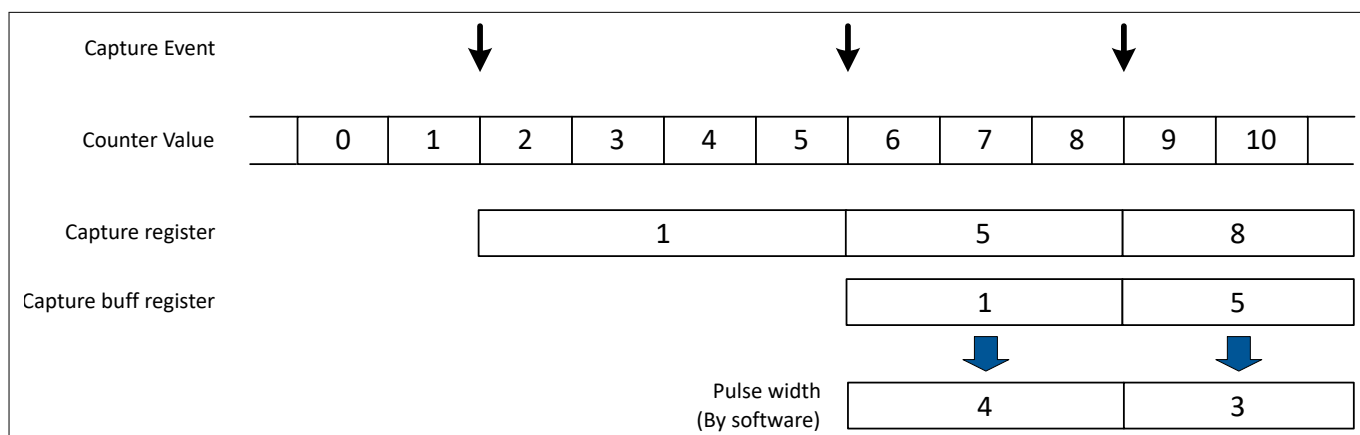 Capture Event
Counter Value 0 1 2 3 4 5 6 7 8 9 10
Capture register 1 5 8
Capture buff register 1 5
Pulse width
(By software) 4 3